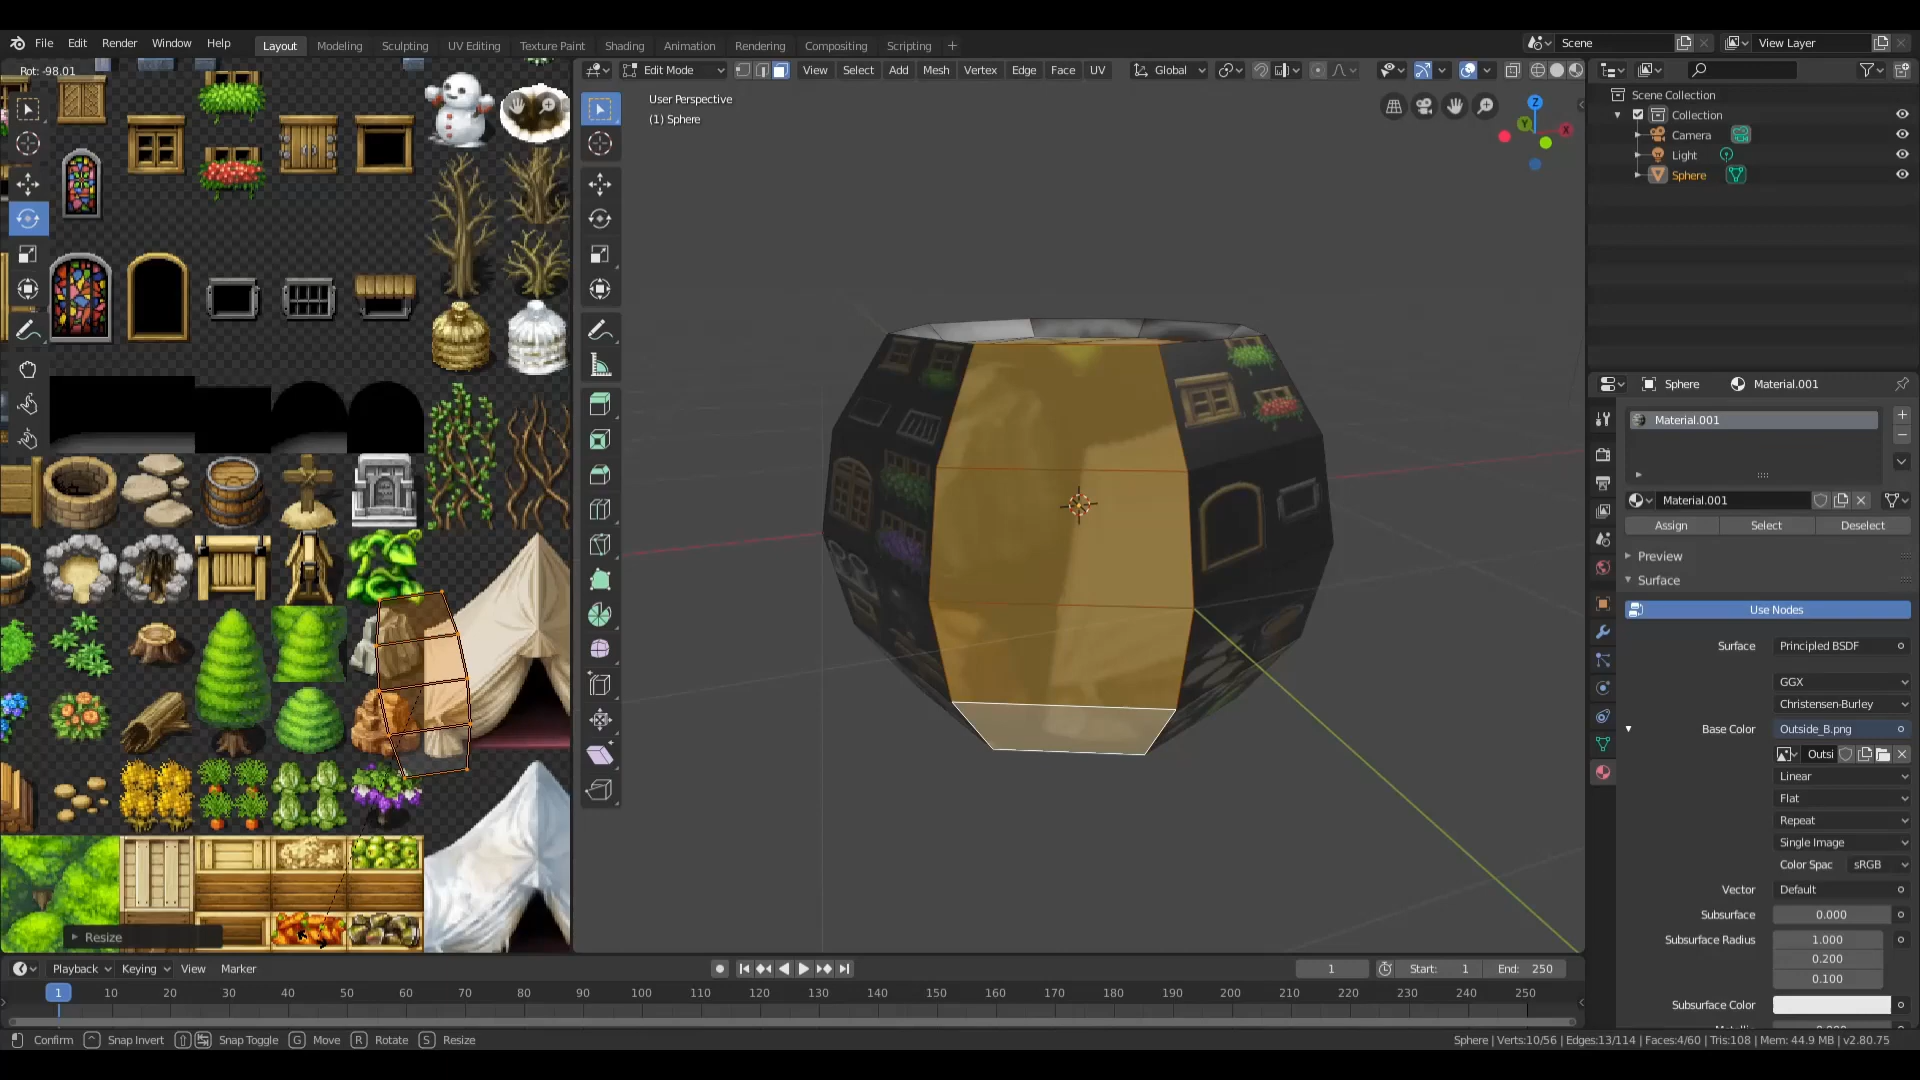 File Edit Render Window Help
Layout Modeling Sculpting UV Editing Texture Paint Shading Animation Rendering Compositing Scripting +
Scene
View Layer
Rot: -98.01
Edit Mode
View Select Add Mesh Vertex Edge Face UV
Global
User Perspective
(1) Sphere
Z
Y
X
Scene Collection
Collection
Camera
Light
Sphere
Sphere
Material.001
Material.001
Material.001
Assign Select Deselect
Preview
Surface
Use Nodes
Surface Principled BSDF
GGX
Christensen-Burley
Base Color Outside_B.png
Outsi
Linear
Flat
Repeat
Single Image
Color Spac sRGB
Vector Default
Subsurface 0.000
Subsurface Radius 1.000
0.200
0.100
Subsurface Color
Resize
Playback Keying View Marker
1
Start: 1
End: 250
1 10 20 30 40 50 60 70 80 90 100 110 120 130 140 150 160 170 180 190 200 210 220 230 240 250
Confirm Snap Invert Snap Toggle G Move R Rotate S Resize
Sphere | Verts:10/56 | Edges:13/114 | Faces:4/60 | Tris:108 | Mem: 44.9 MB | v2.80.75